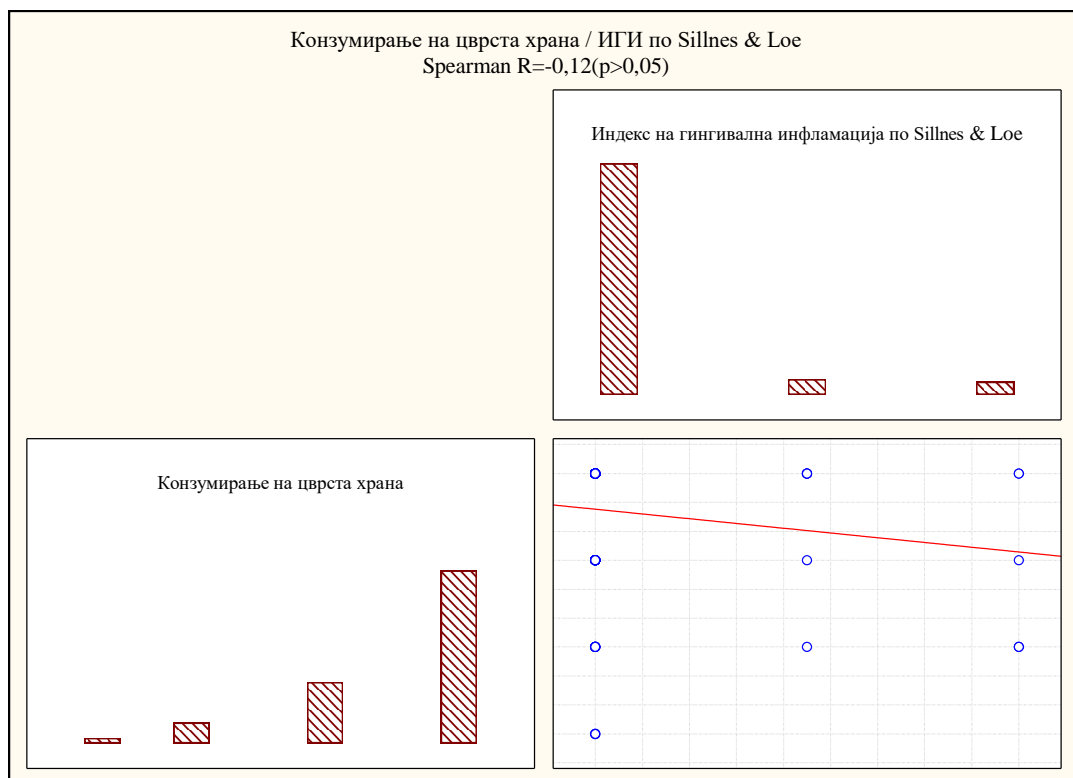 Конзумирање на цврста храна / ИГИ по Sillnes & Loe
Spearman R=-0,12(p>0,05)
Индекс на гингивална инфламација по Sillnes & Loe
Конзумирање на цврста храна